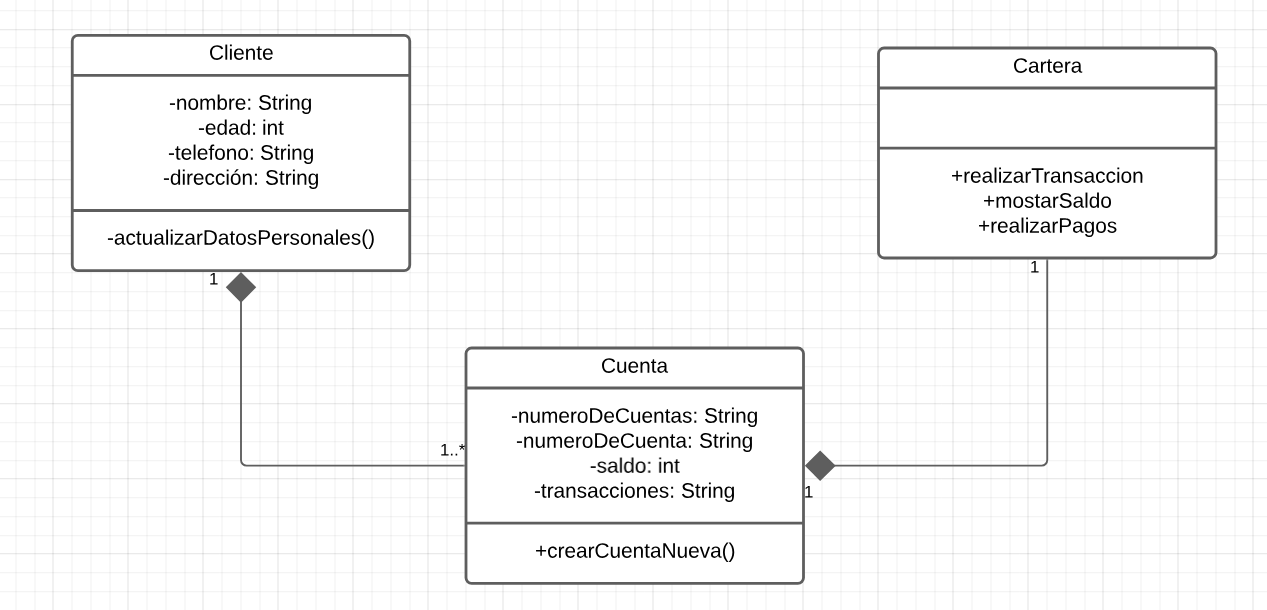 Cliente
-nombre: String
-edad: int
-telefono: String
-dirección: String
-actualizarDatosPersonales()
1
Cartera
+realizarTransaccion
+mostarSaldo
+realizarPagos
1
Cuenta
-numeroDeCuentas: String
-numeroDeCuenta: String
-saldo: int
-transacciones: String
+crearCuentaNueva()
1..*
1